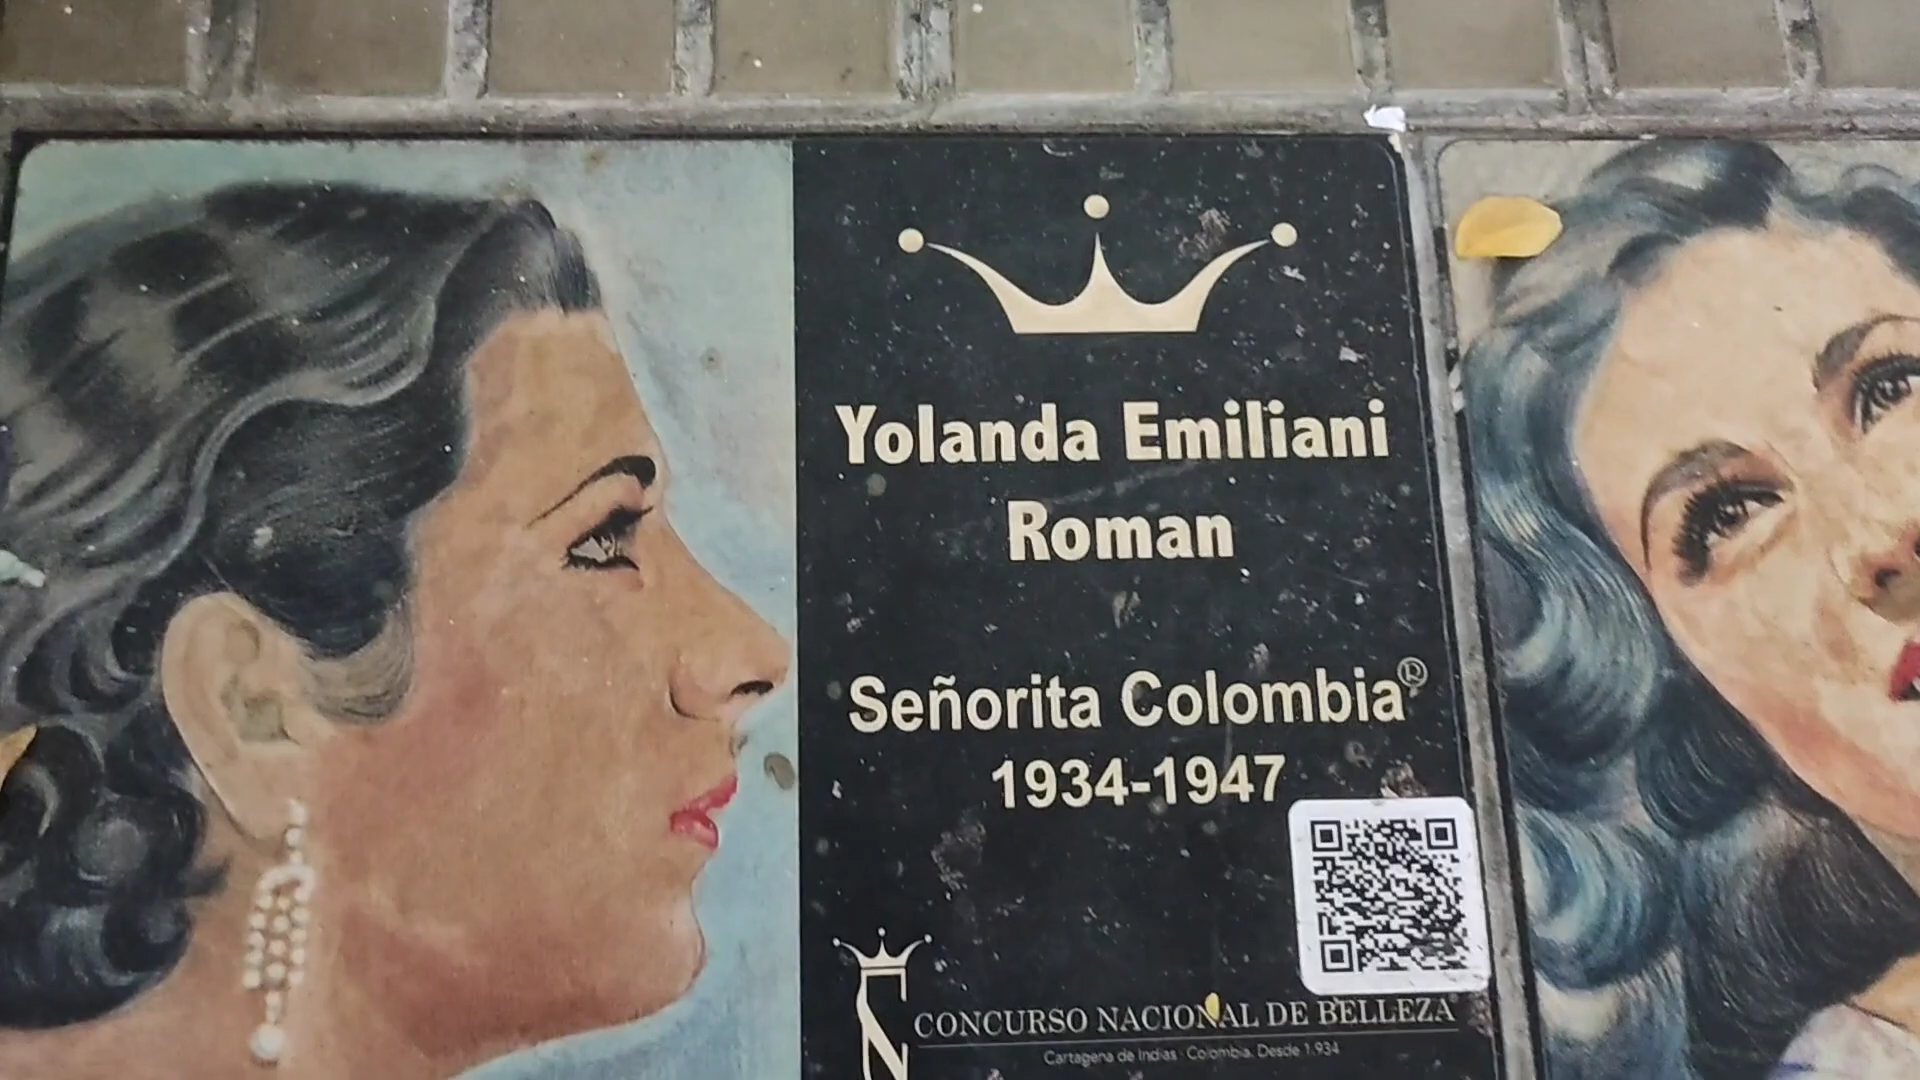 Yolanda Emiliani
Roman
Señorita Colombia®
1934-1947
CONCURSO NACIONAL DE BELLEZA
Cartagena de Indias · Colombia. Desde 1.934